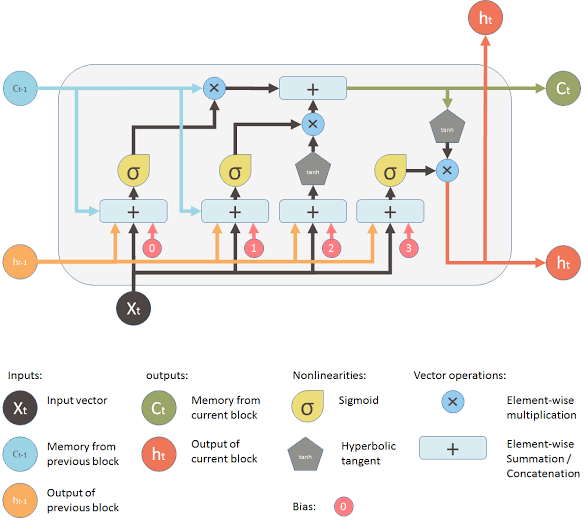 ht
Ct-1
×
+
Ct
×
tanh
σ
σ
tanh
σ
×
+
+
+
+
0
1
2
3
ht-1
ht
Xt
Inputs:
outputs:
Nonlinearities:
Vector operations:
Xt
Input vector
Ct
Memory from
current block
σ
Sigmoid
×
Element-wise
multiplication
Ct-1
Memory from
previous block
ht
Output of
current block
tanh
Hyperbolic
tangent
+
Element-wise
Summation /
Concatenation
ht-1
Output of
previous block
Bias:
0